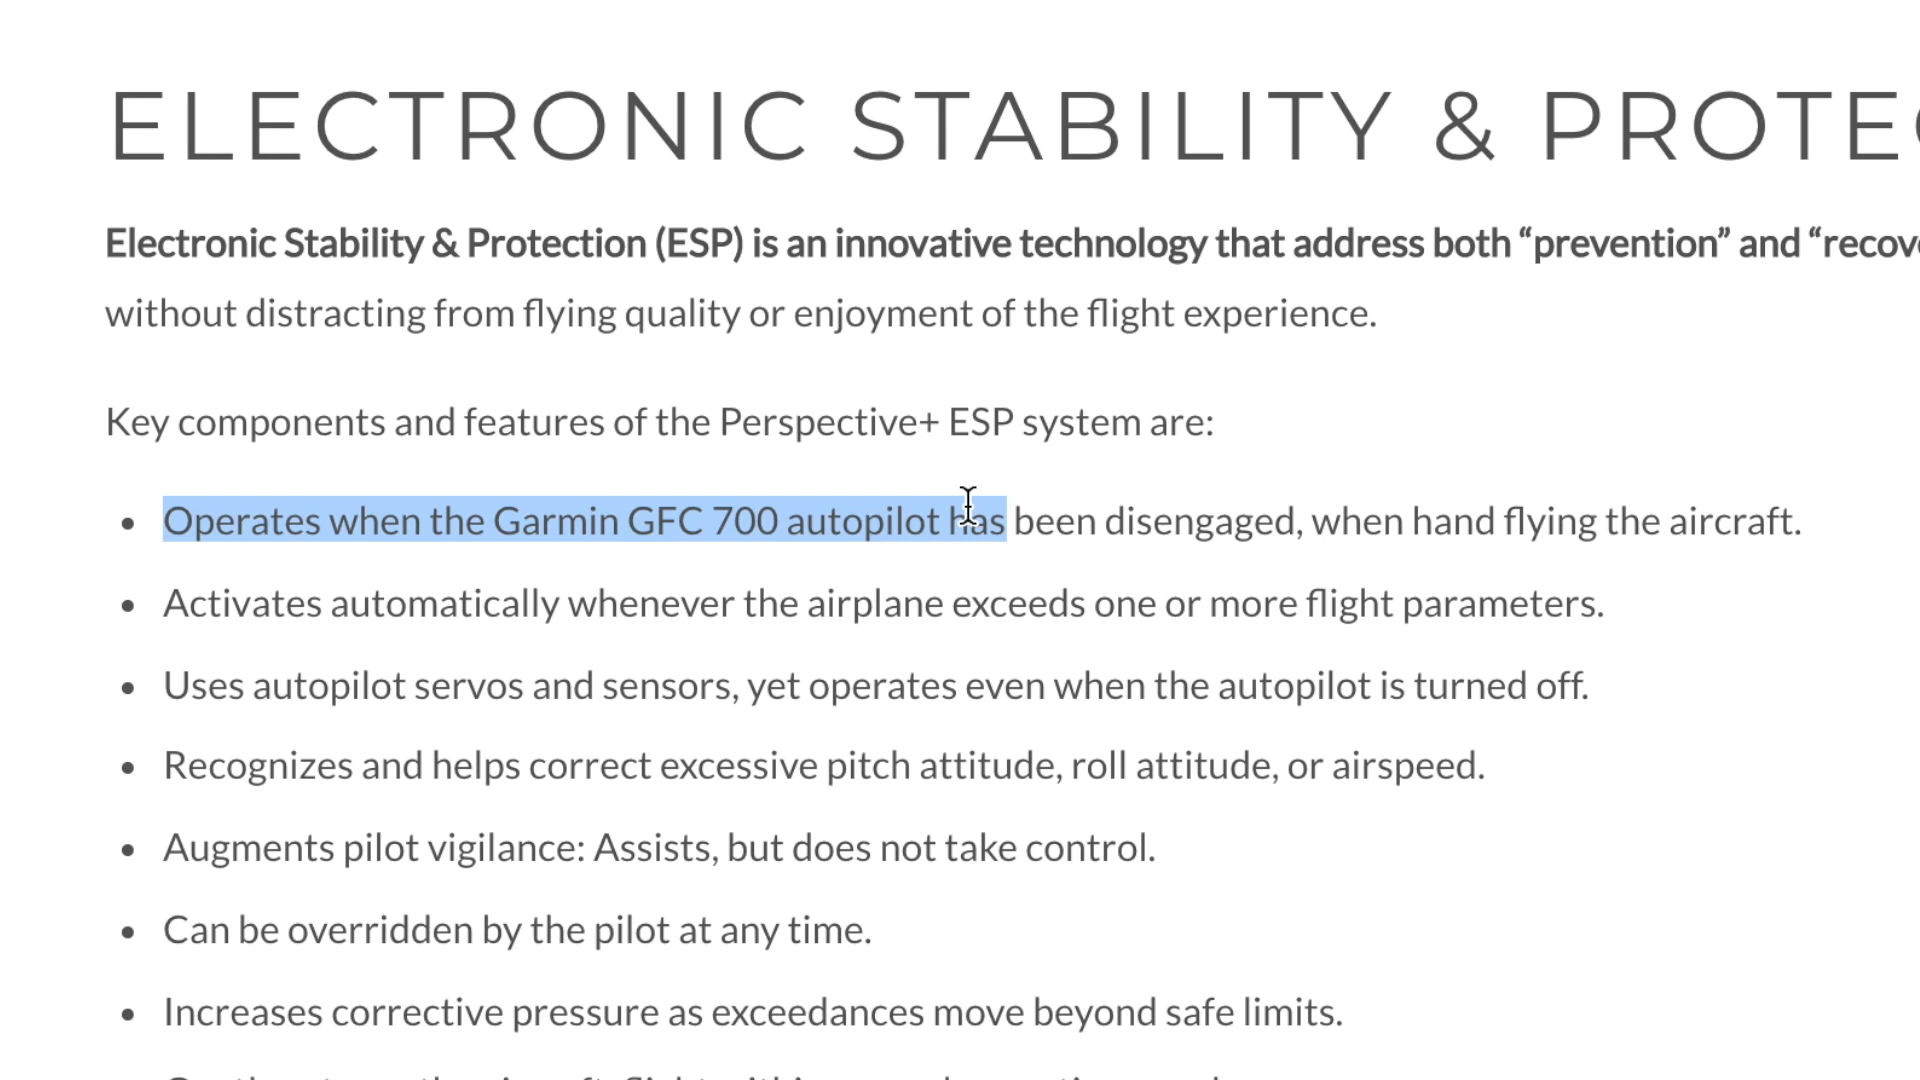 ELECTRONIC STABILITY & PROTE
Electronic Stability & Protection (ESP) is an innovative technology that address both “prevention” and “recov
without distracting from flying quality or enjoyment of the flight experience.
Key components and features of the Perspective+ ESP system are:
• Operates when the Garmin GFC 700 autopilot has been disengaged, when hand flying the aircraft.
• Activates automatically whenever the airplane exceeds one or more flight parameters.
• Uses autopilot servos and sensors, yet operates even when the autopilot is turned off.
• Recognizes and helps correct excessive pitch attitude, roll attitude, or airspeed.
• Augments pilot vigilance: Assists, but does not take control.
• Can be overridden by the pilot at any time.
• Increases corrective pressure as exceedances move beyond safe limits.